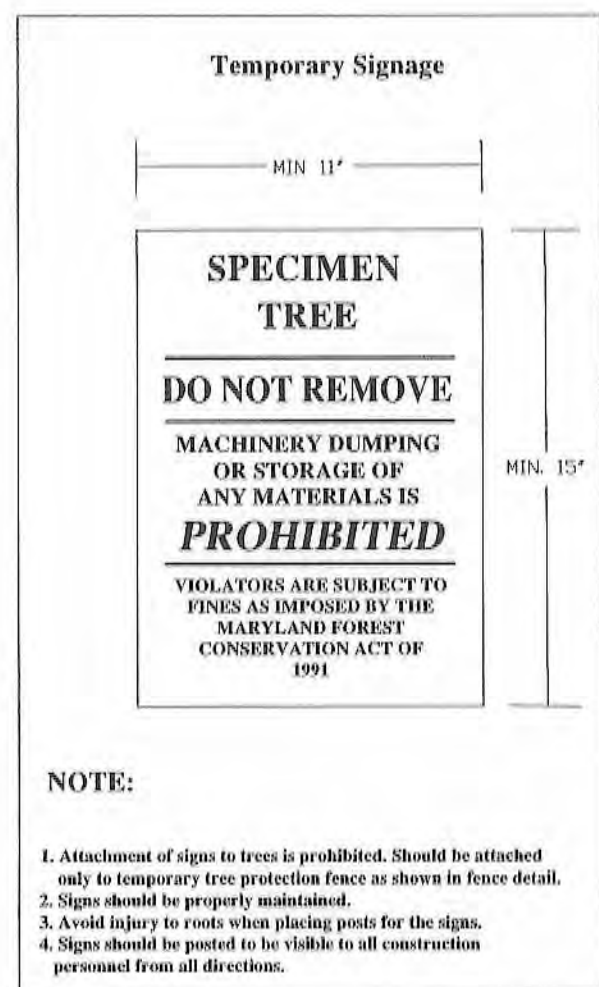 Temporary Signage
MIN 11"
SPECIMEN
TREE
DO NOT REMOVE
MACHINERY DUMPING
OR STORAGE OF
ANY MATERIALS IS
PROHIBITED
MIN. 15"
VIOLATORS ARE SUBJECT TO
FINES AS IMPOSED BY THE
MARYLAND FOREST
CONSERVATION ACT OF
1991
NOTE:
1. Attachment of signs to trees is prohibited. Should be attached
only to temporary tree protection fence as shown in fence detail.
2. Signs should be properly maintained.
3. Avoid injury to roots when placing posts for the signs.
4. Signs should be posted to be visible to all construction
personnel from all directions.